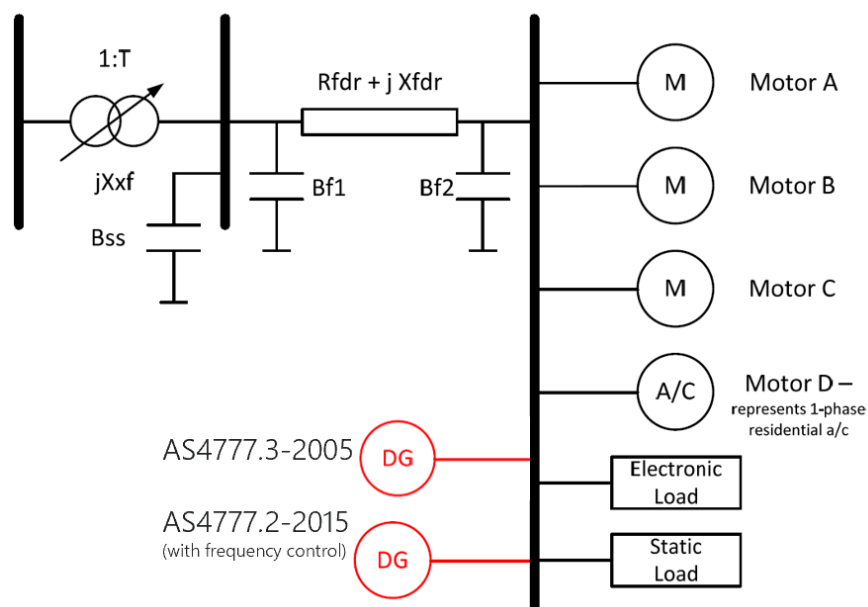 1:T
jXxf
Bss
Rfdr + j Xfdr
Bf1
Bf2
M
Motor A
M
Motor B
M
Motor C
A/C
Motor D –
represents 1-phase
residential a/c
AS4777.3-2005
DG
Electronic
Load
AS4777.2-2015
(with frequency control)
DG
Static
Load